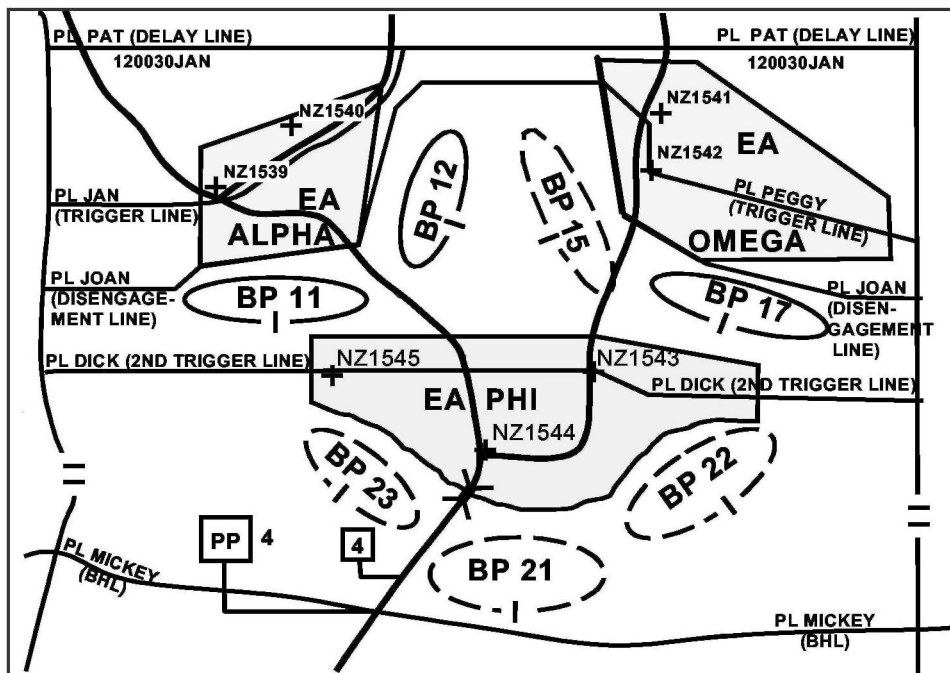 PL PAT (DELAY LINE)
120030JAN
PL PAT (DELAY LINE)
120030JAN
NZ1540
NZ1541
EA
NZ1539
NZ1542
PL JAN
(TRIGGER LINE)
EA
ALPHA
BP 12
I
BP 15
I
PL PEGGY
(TRIGGER LINE)
OMEGA
PL JOAN
(DISENGAGE-
MENT LINE)
BP 11
I
BP 17
I
PL JOAN
(DISEN-
GAGEMENT
LINE)
PL DICK (2ND TRIGGER LINE)
NZ1545
NZ1543
PL DICK (2ND TRIGGER LINE)
EA PHI
NZ1544
BP 23
I
BP 22
I
II
II
PP 4
4
BP 21
I
PL MICKEY
(BHL)
PL MICKEY
(BHL)